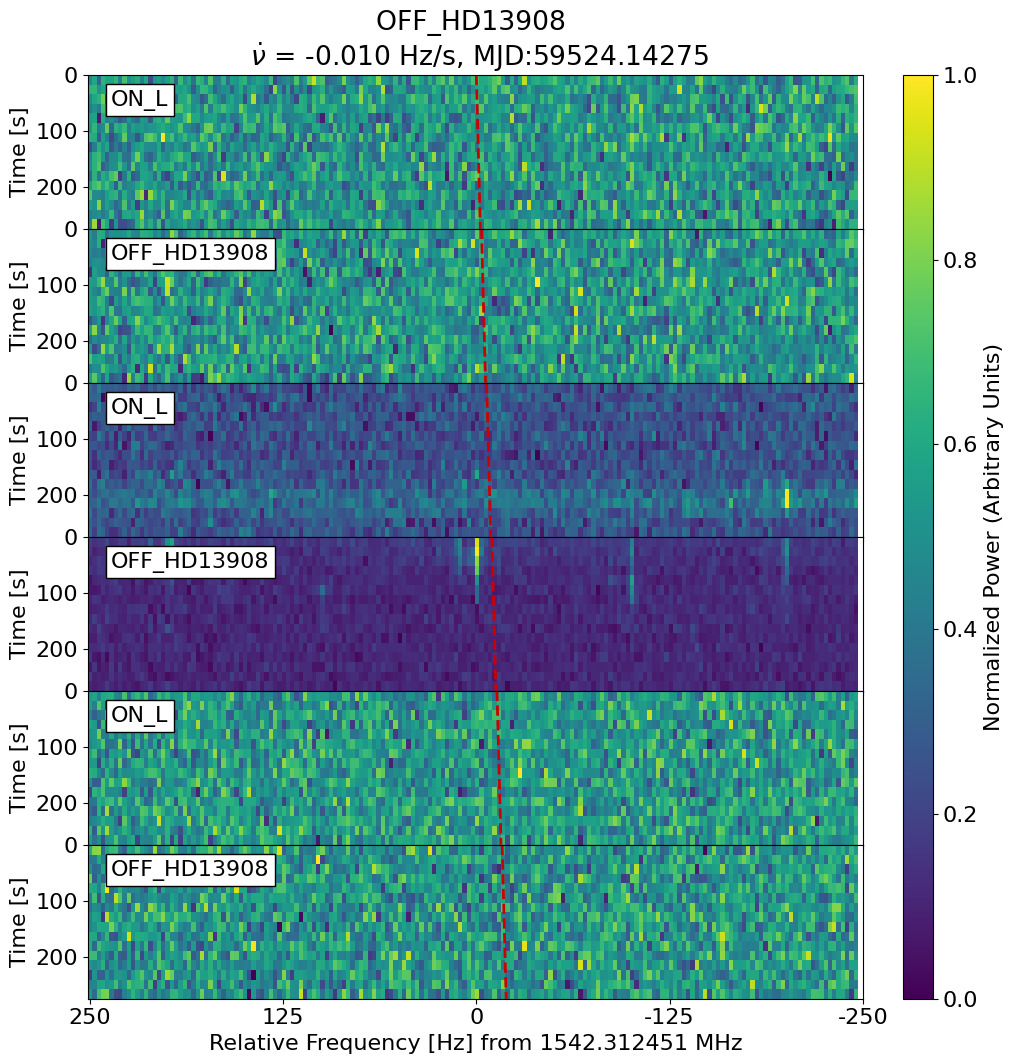 OFF_HD13908
ν̇ = -0.010 Hz/s, MJD:59524.14275
0
100
200
Time [s]
ON_L
0
100
200
Time [s]
OFF_HD13908
0
100
200
Time [s]
ON_L
0
100
200
Time [s]
OFF_HD13908
0
100
200
Time [s]
ON_L
0
100
200
Time [s]
OFF_HD13908
250 125 0 -125 -250
Relative Frequency [Hz] from 1542.312451 MHz
1.0
0.8
0.6
0.4
0.2
0.0
Normalized Power (Arbitrary Units)